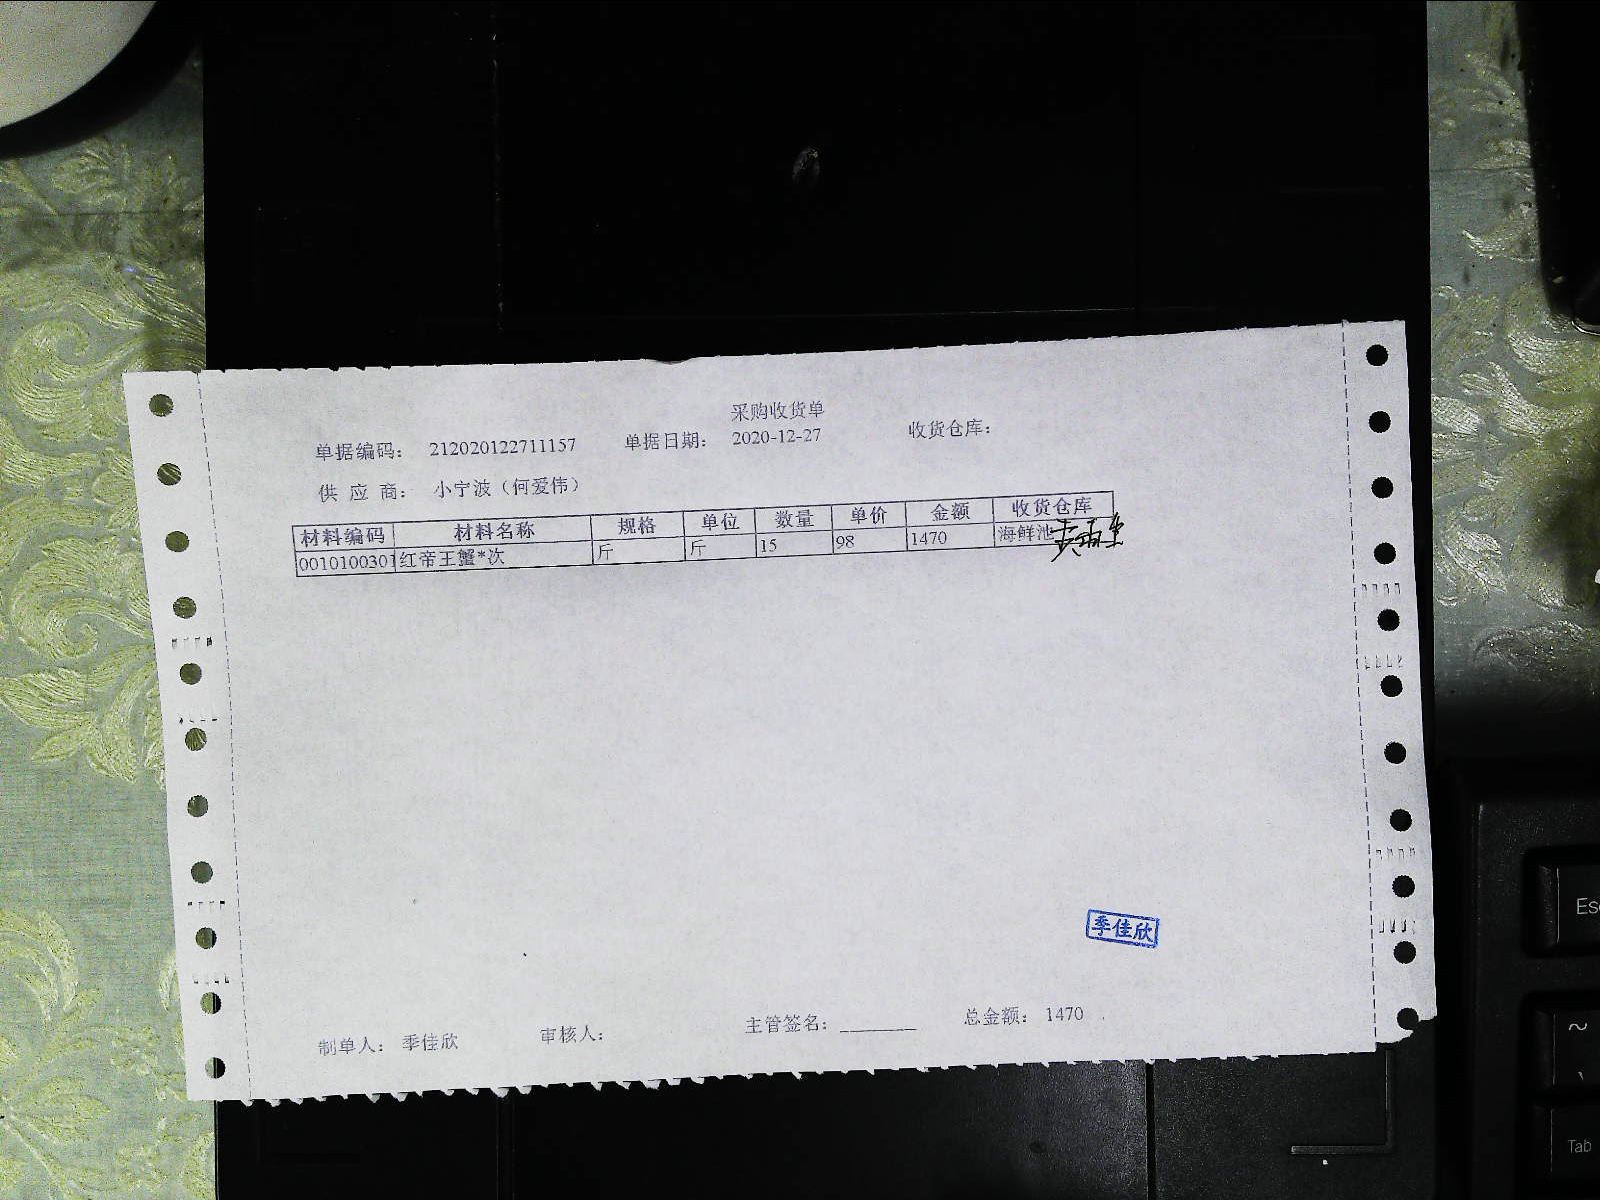 采购收货单
单据编码： 212020122711157 单据日期： 2020-12-27 收货仓库：
供 应 商： 小宁波（何爱伟）
材料编码 材料名称 规格 单位 数量 单价 金额 收货仓库
0010100301 红帝王蟹*次 斤 斤 15 98 1470 海鲜池
季佳欣
制单人： 季佳欣 审核人： 主管签名：________ 总金额： 1470
Esc
~
Tab